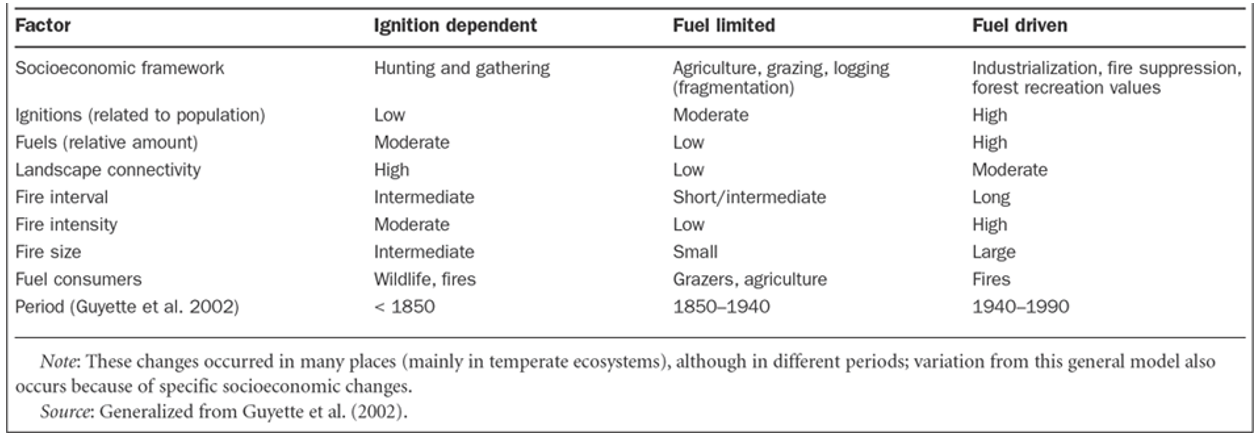 Factor Ignition dependent Fuel limited Fuel driven
Socioeconomic framework Hunting and gathering Agriculture, grazing, logging Industrialization, fire suppression,
(fragmentation) forest recreation values
Ignitions (related to population) Low Moderate High
Fuels (relative amount) Moderate Low High
Landscape connectivity High Low Moderate
Fire interval Intermediate Short/intermediate Long
Fire intensity Moderate Low High
Fire size Intermediate Small Large
Fuel consumers Wildlife, fires Grazers, agriculture Fires
Period (Guyette et al. 2002) < 1850 1850–1940 1940–1990
Note: These changes occurred in many places (mainly in temperate ecosystems), although in different periods; variation from this general model also
occurs because of specific socioeconomic changes.
Source: Generalized from Guyette et al. (2002).